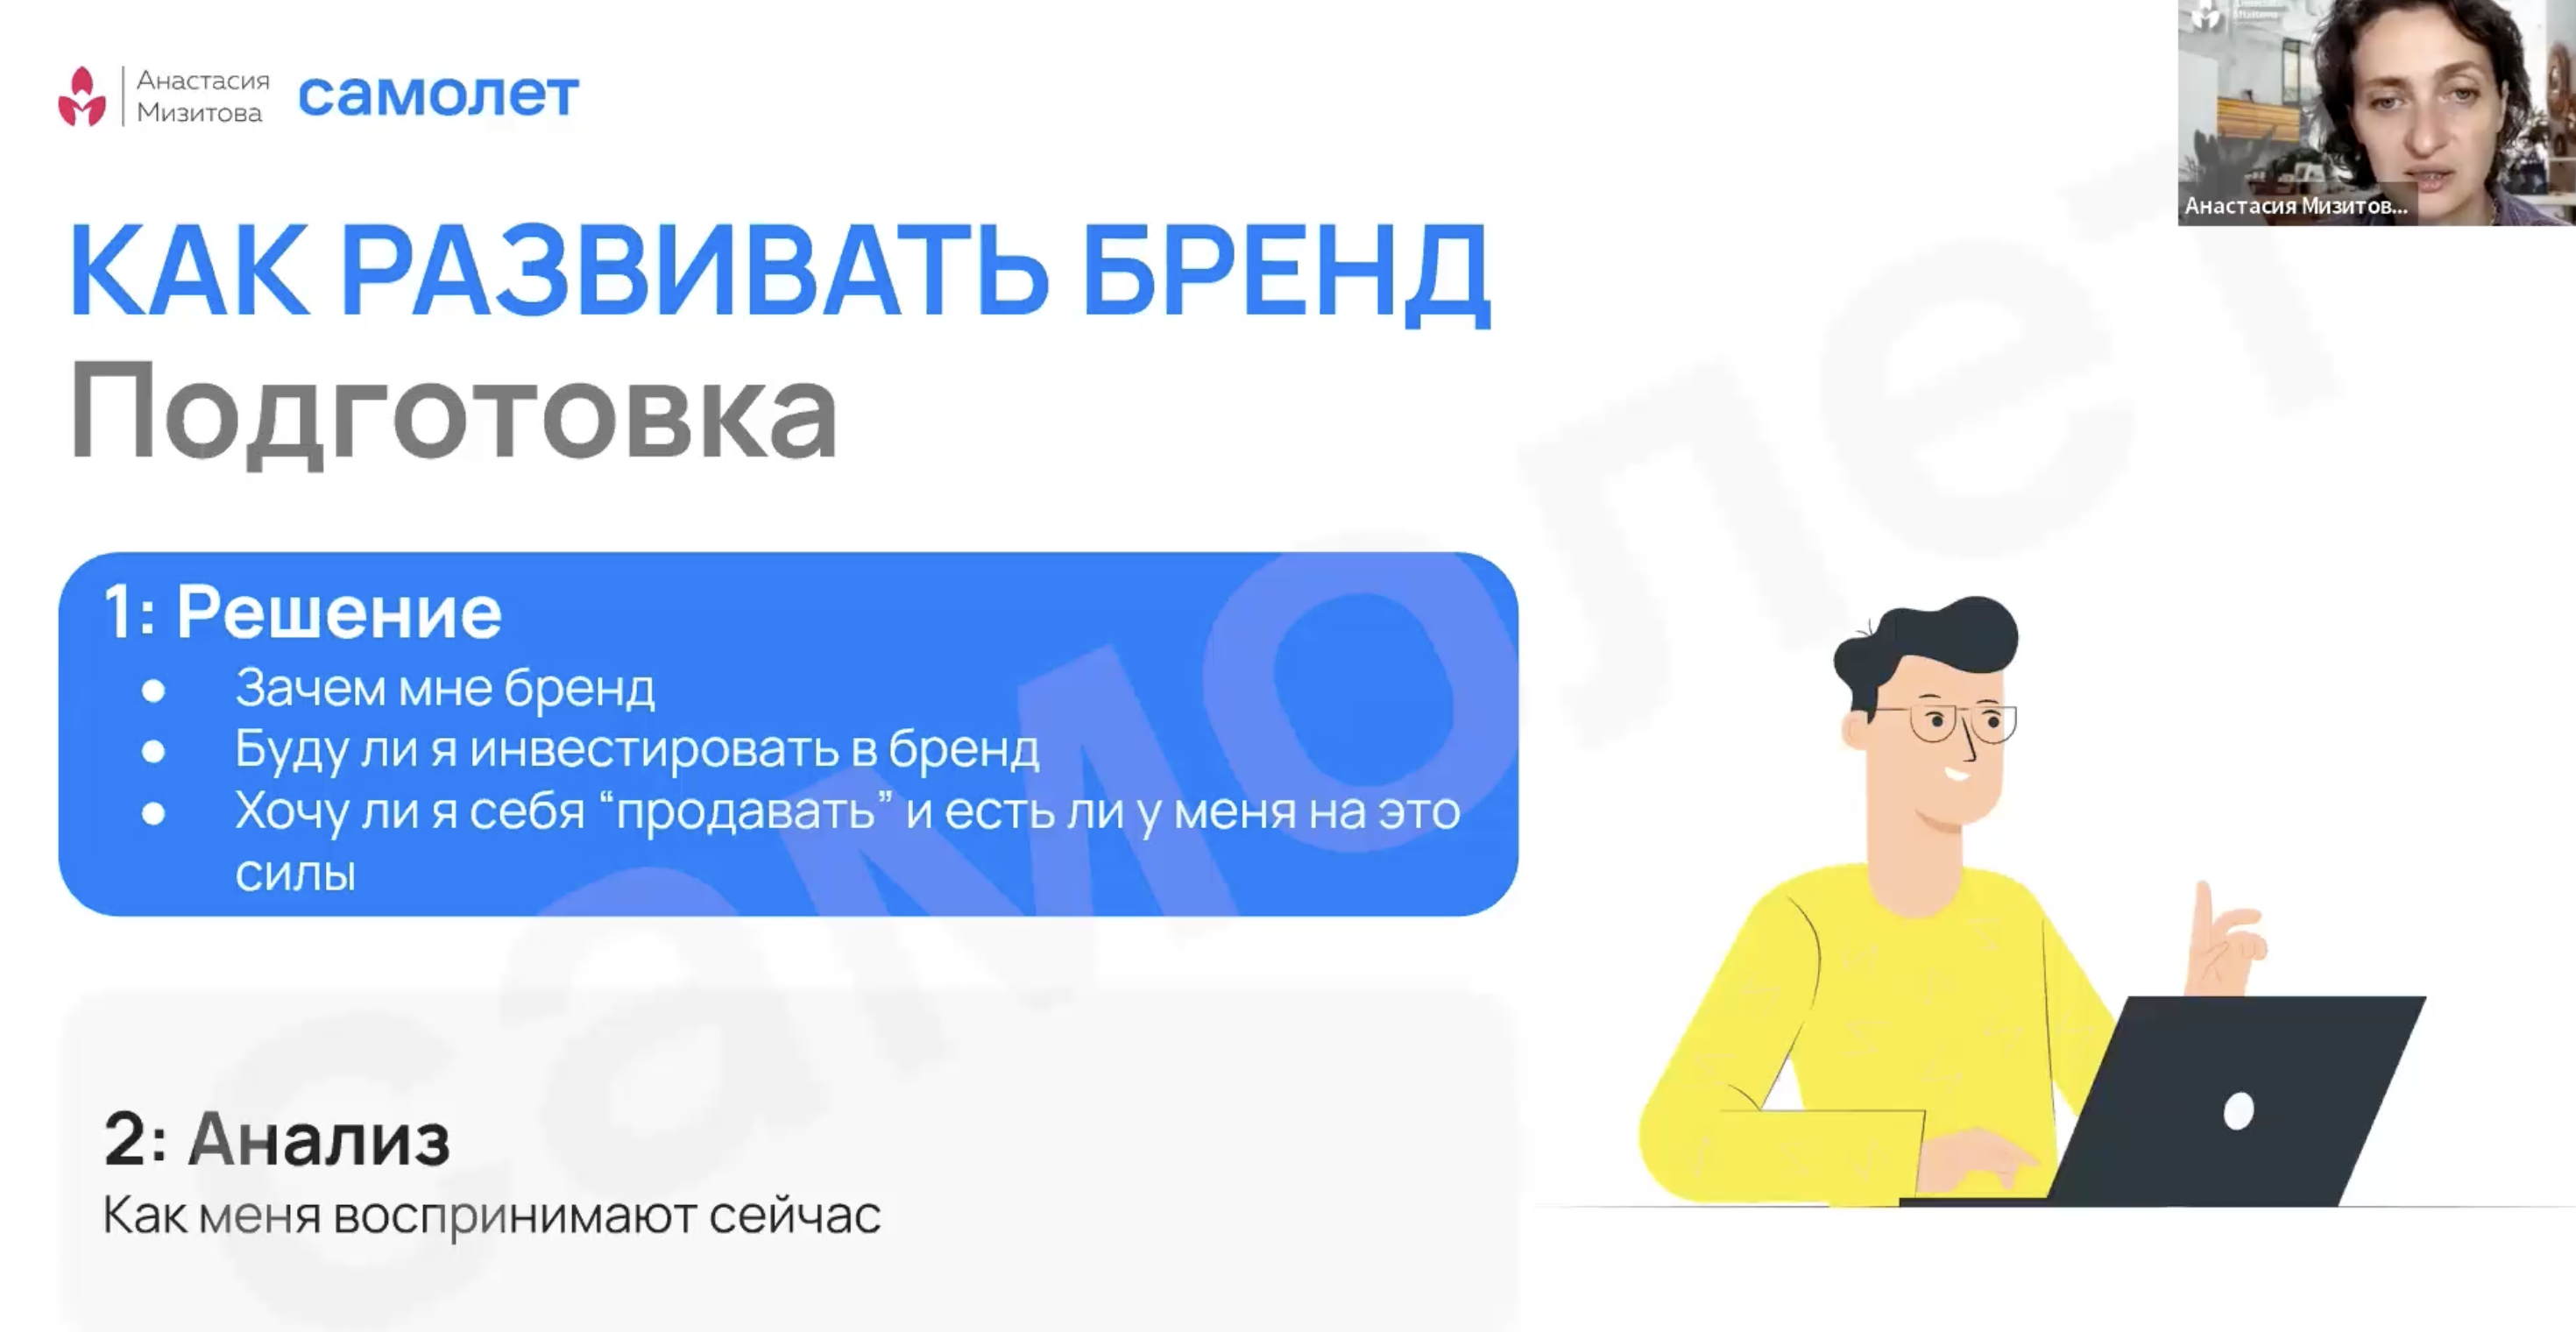 Анастасия
Мизитова
самолет
Анастасия Мизитов...
КАК РАЗВИВАТЬ БРЕНД
Подготовка
1: Решение
● Зачем мне бренд
● Буду ли я инвестировать в бренд
● Хочу ли я себя “продавать” и есть ли у меня на это
силы
2: Анализ
Как меня воспринимают сейчас
самолет